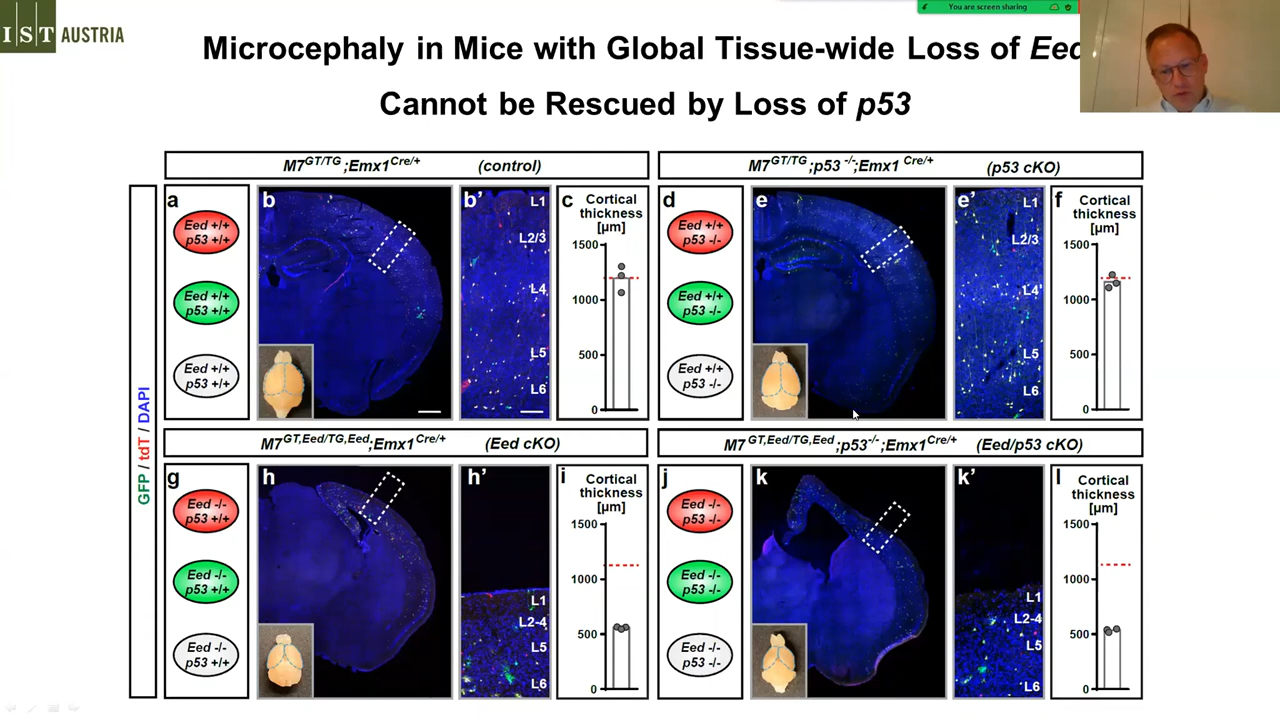 IST AUSTRIA
You are screen sharing
Microcephaly in Mice with Global Tissue-wide Loss of Eed
Cannot be Rescued by Loss of p53
GFP / tdT / DAPI
M7GT/TG;Emx1Cre/+ (control)
a
Eed +/+
p53 +/+
Eed +/+
p53 +/+
Eed +/+
p53 +/+
b
b’
L1
L2/3
L4
L5
L6
c
Cortical
thickness
[µm]
1500
1000
500
0
M7GT/TG;p53-/-;Emx1Cre/+ (p53 cKO)
d
Eed +/+
p53 -/-
Eed +/+
p53 -/-
Eed +/+
p53 -/-
e
e’
L1
L2/3
L4
L5
L6
f
Cortical
thickness
[µm]
1500
1000
500
0
M7GT,Eed/TG,Eed;Emx1Cre/+ (Eed cKO)
g
Eed -/-
p53 +/+
Eed -/-
p53 +/+
Eed -/-
p53 +/+
h
h’
L1
L2-4
L5
L6
i
Cortical
thickness
[µm]
1500
1000
500
0
M7GT,Eed/TG,Eed;p53-/-;Emx1Cre/+ (Eed/p53 cKO)
j
Eed -/-
p53 -/-
Eed -/-
p53 -/-
Eed -/-
p53 -/-
k
k’
L1
L2-4
L5
L6
l
Cortical
thickness
[µm]
1500
1000
500
0